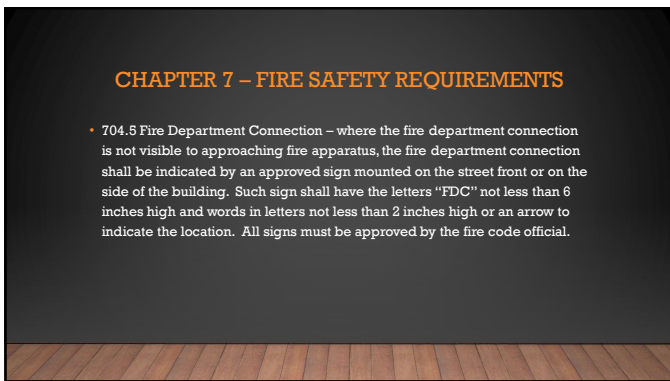 CHAPTER 7 – FIRE SAFETY REQUIREMENTS
• 704.5 Fire Department Connection – where the fire department connection
is not visible to approaching fire apparatus, the fire department connection
shall be indicated by an approved sign mounted on the street front or on the
side of the building. Such sign shall have the letters “FDC” not less than 6
inches high and words in letters not less than 2 inches high or an arrow to
indicate the location. All signs must be approved by the fire code official.